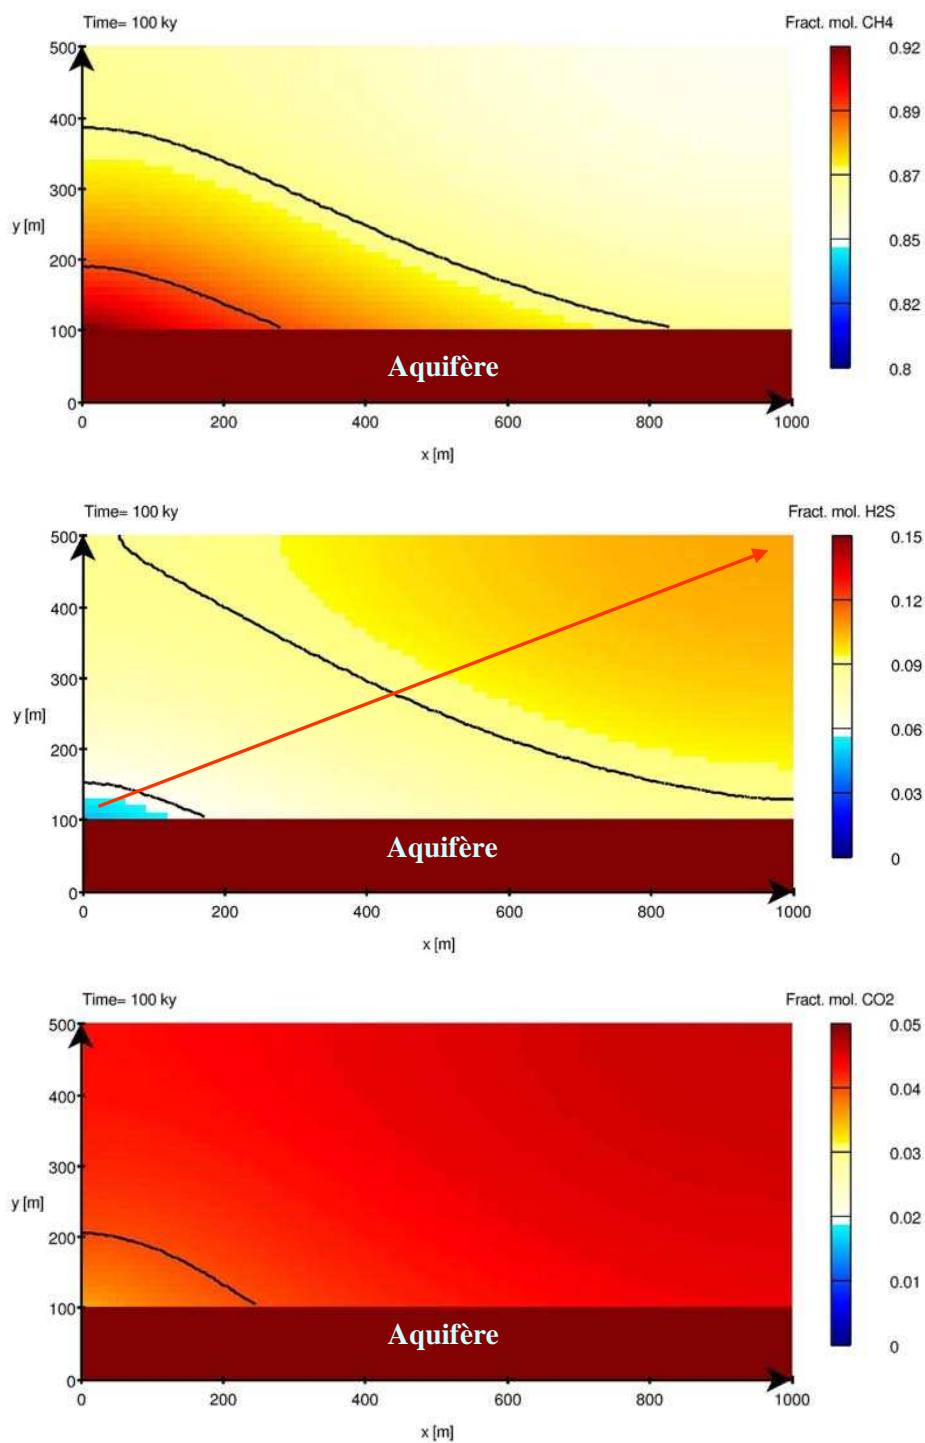 Time= 100 ky
Fract. mol. CH4
500
400
300
200
100
0
y [m]
0.92
0.89
0.87
0.85
0.82
0.8
Aquifère
0 200 400 600 800 1000
x [m]
Time= 100 ky
Fract. mol. H2S
500
400
300
200
100
0
y [m]
0.15
0.12
0.09
0.06
0.03
0
Aquifère
0 200 400 600 800 1000
x [m]
Time= 100 ky
Fract. mol. CO2
500
400
300
200
100
0
y [m]
0.05
0.04
0.03
0.02
0.01
0
Aquifère
0 200 400 600 800 1000
x [m]